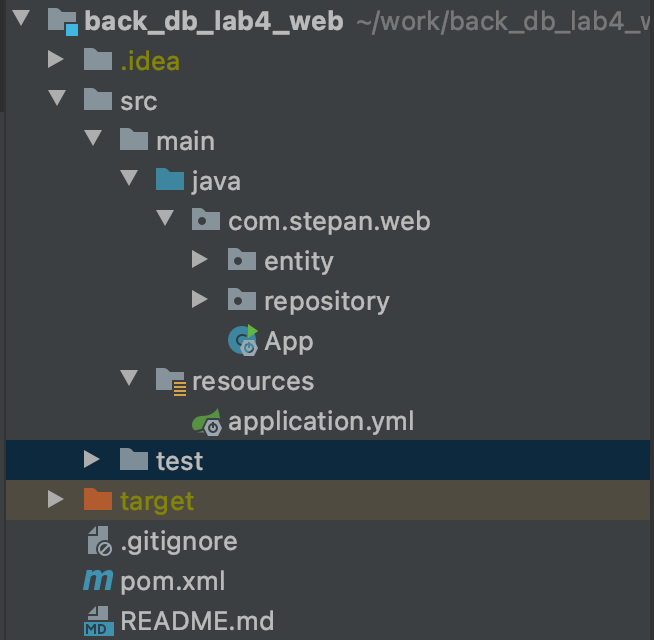 back_db_lab4_web ~/work/back_db_lab4_w
.idea
src
main
java
com.stepan.web
entity
repository
App
resources
application.yml
test
target
.gitignore
pom.xml
README.md